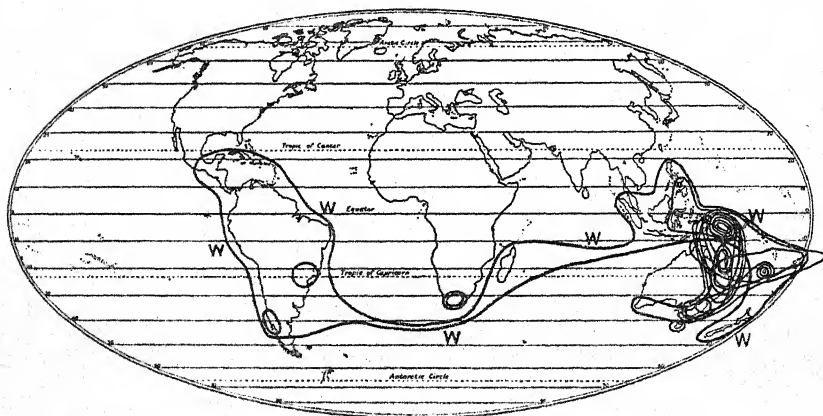 Arctic Circle
Tropic of Cancer
W
Equator
W
W
W
Tropic of Capricorn
W
W
Antarctic Circle